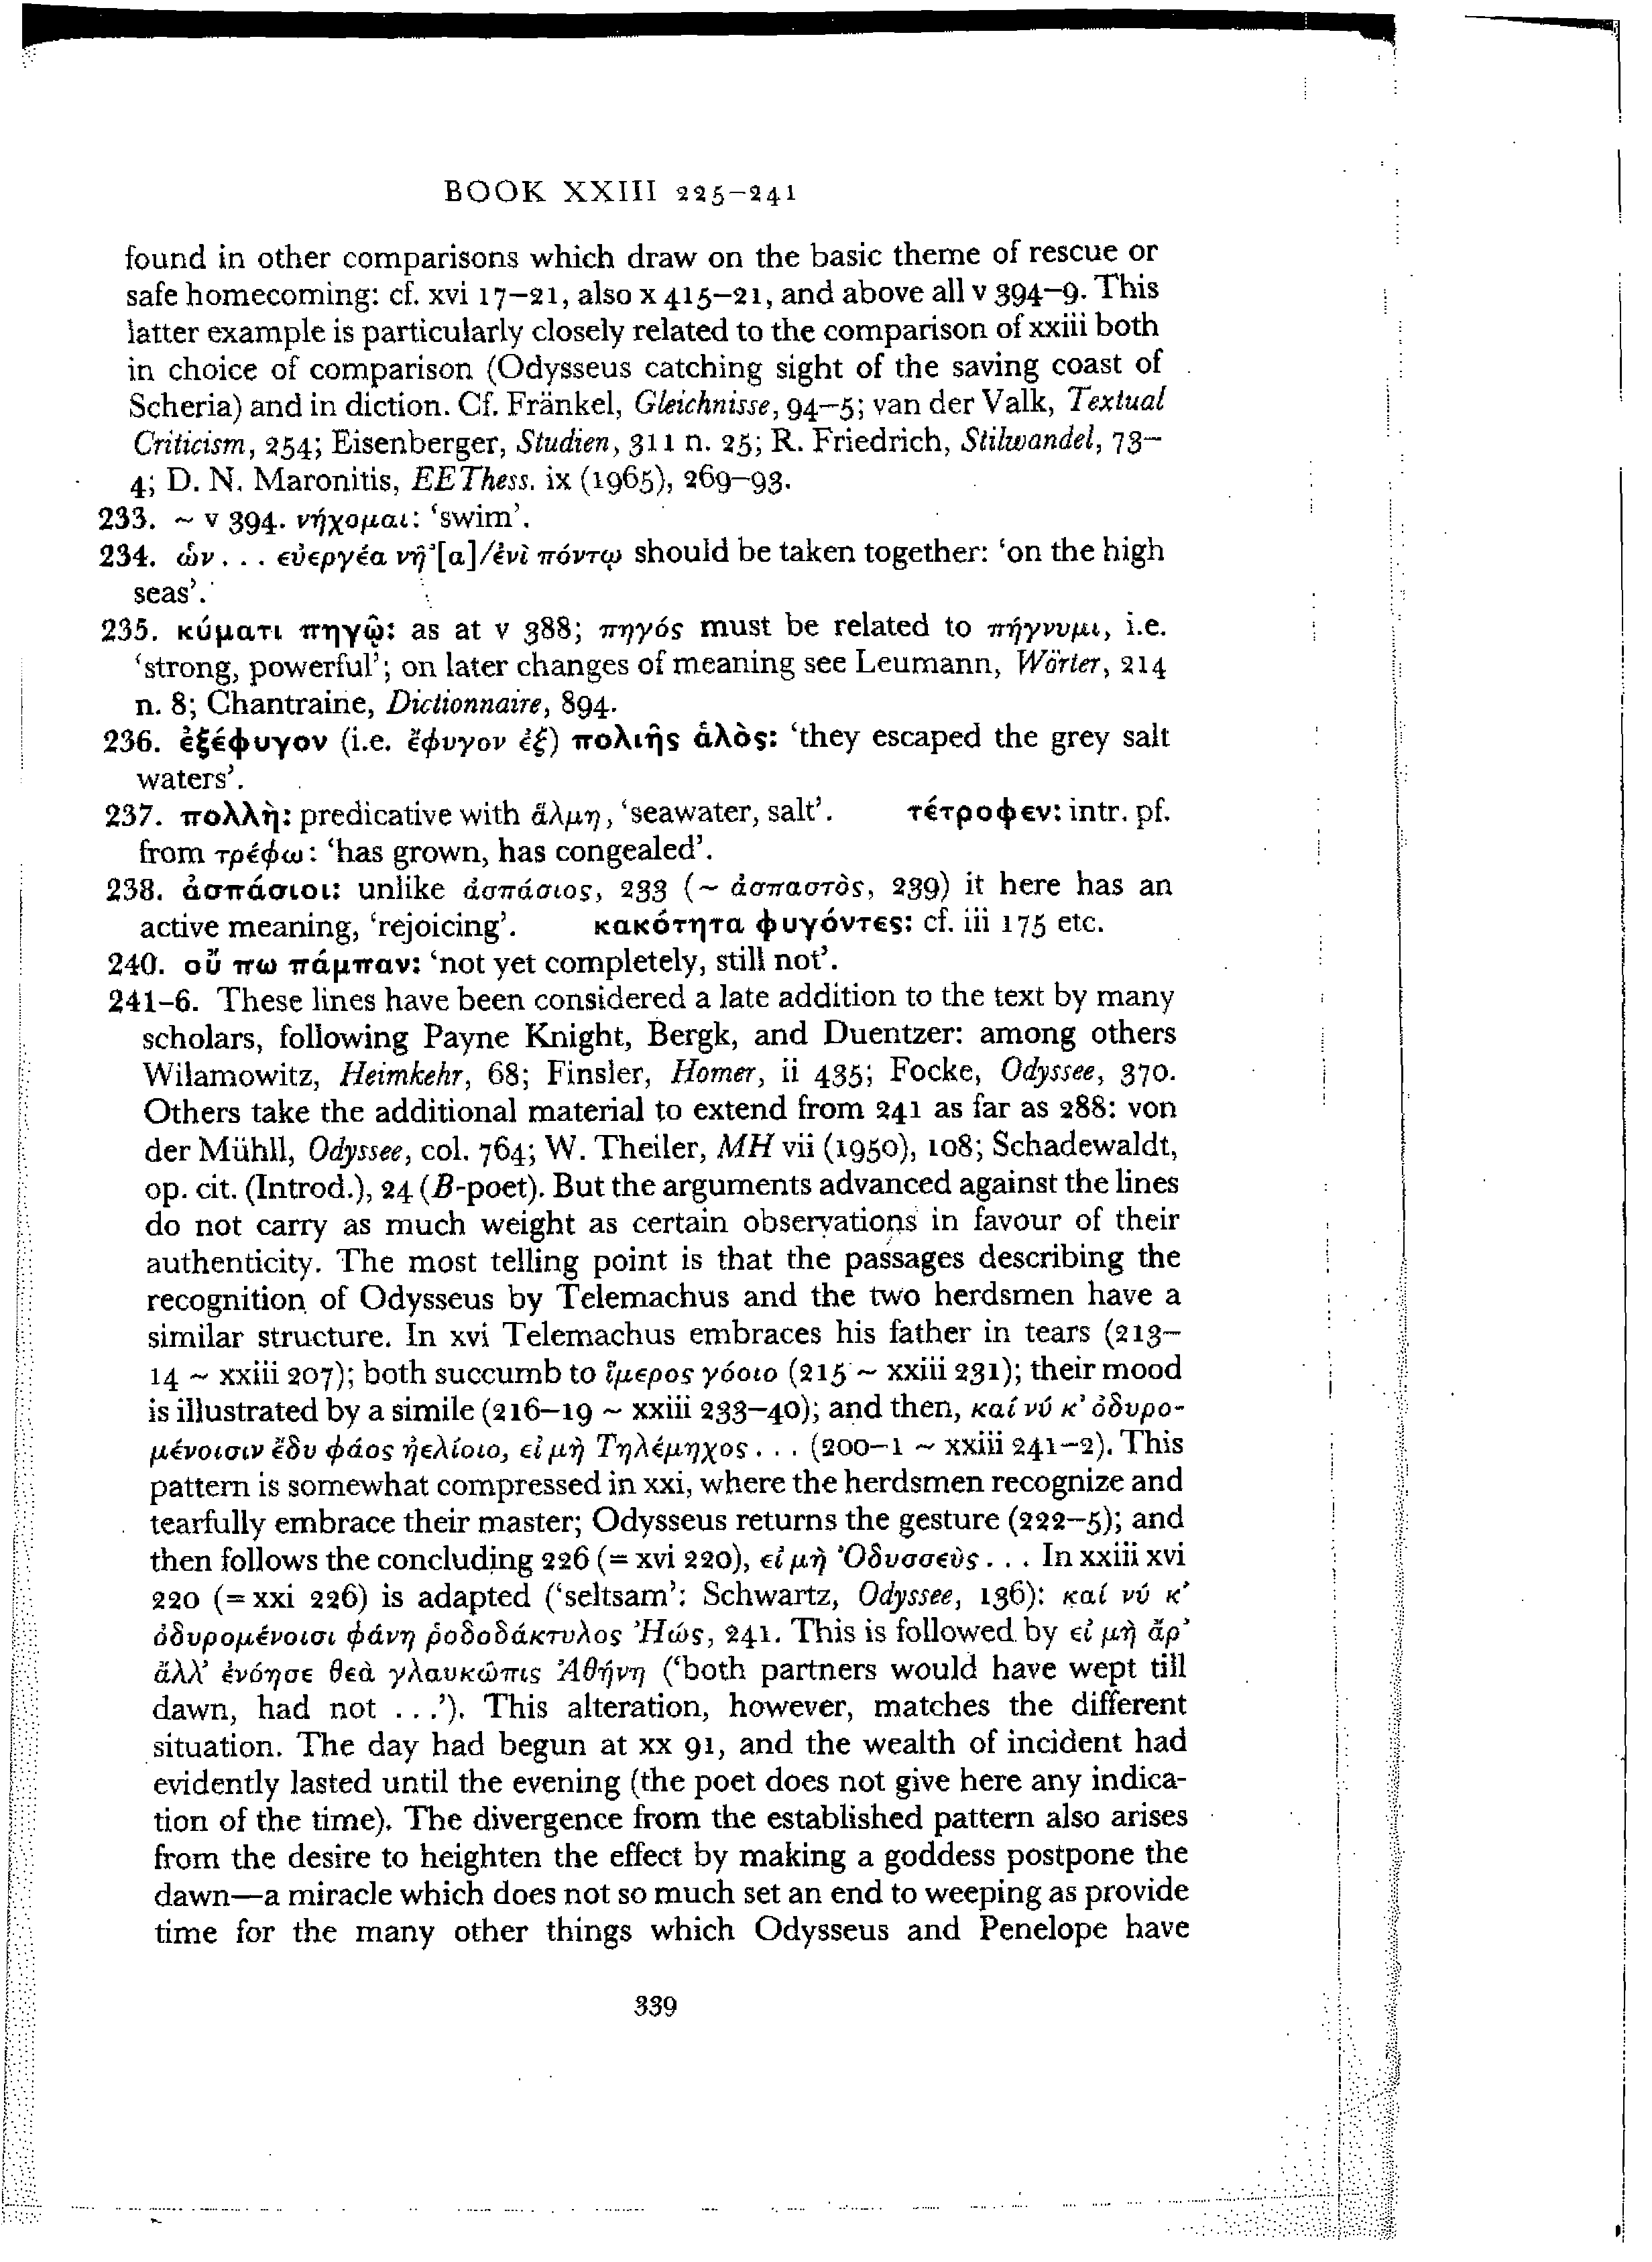 BOOK XXIII 225–241
found in other comparisons which draw on the basic theme of rescue or
safe homecoming: cf. xvi 17–21, also x 415–21, and above all v 394–9. This
latter example is particularly closely related to the comparison of xxiii both
in choice of comparison (Odysseus catching sight of the saving coast of
Scheria) and in diction. Cf. Fränkel, Gleichnisse, 94–5; van der Valk, Textual
Criticism, 254; Eisenberger, Studien, 311 n. 25; R. Friedrich, Stilwandel, 73–
4; D. N. Maronitis, EEThess. ix (1965), 269–93.
233. ~ v 394. νήχομαι: ‘swim’.
234. ὧν . . . εὐεργέα νῆ’[α]/ἐνὶ πόντῳ should be taken together: ‘on the high
seas’.
235. κύματι πηγῷ: as at v 388; πηγός must be related to πήγνυμι, i.e.
‘strong, powerful’; on later changes of meaning see Leumann, Wörter, 214
n. 8; Chantraine, Dictionnaire, 894.
236. ἐξέφυγον (i.e. ἔφυγον ἐξ) πολιῆς ἁλὸς: ‘they escaped the grey salt
waters’.
237. πολλὴ: predicative with ἅλμη, ‘seawater, salt’. τέτροφεν: intr. pf.
from τρέφω: ‘has grown, has congealed’.
238. ἀσπάσιοι: unlike ἀσπάσιος, 233 (~ ἀσπαστὸς, 239) it here has an
active meaning, ‘rejoicing’. κακότητα φυγόντες: cf. iii 175 etc.
240. οὔ πω πάμπαν: ‘not yet completely, still not’.
241–6. These lines have been considered a late addition to the text by many
scholars, following Payne Knight, Bergk, and Duentzer: among others
Wilamowitz, Heimkehr, 68; Finsler, Homer, ii 435; Focke, Odyssee, 370.
Others take the additional material to extend from 241 as far as 288: von
der Mühll, Odyssee, col. 764; W. Theiler, MH vii (1950), 108; Schadewaldt,
op. cit. (Introd.), 24 (B-poet). But the arguments advanced against the lines
do not carry as much weight as certain observations in favour of their
authenticity. The most telling point is that the passages describing the
recognition of Odysseus by Telemachus and the two herdsmen have a
similar structure. In xvi Telemachus embraces his father in tears (213–
14 ~ xxiii 207); both succumb to ἵμερος γόοιο (215 ~ xxiii 231); their mood
is illustrated by a simile (216–19 ~ xxiii 233–40); and then, καί νύ κ’ ὀδυρο-
μένοισιν ἔδυ φάος ἠελίοιο, εἰ μὴ Τηλέμηχος . . . (200–1 ~ xxiii 241–2). This
pattern is somewhat compressed in xxi, where the herdsmen recognize and
tearfully embrace their master; Odysseus returns the gesture (222–5); and
then follows the concluding 226 (= xvi 220), εἰ μὴ Ὀδυσσεὺς . . . In xxiii xvi
220 (= xxi 226) is adapted (‘seltsam’: Schwartz, Odyssee, 136): καί νύ κ’
ὀδυρομένοισι φάνη ῥοδοδάκτυλος Ἠώς, 241. This is followed by εἰ μὴ ἄρ’
ἄλλ’ ἐνόησε θεὰ γλαυκῶπις Ἀθήνη (‘both partners would have wept till
dawn, had not . . .’). This alteration, however, matches the different
situation. The day had begun at xx 91, and the wealth of incident had
evidently lasted until the evening (the poet does not give here any indica-
tion of the time). The divergence from the established pattern also arises
from the desire to heighten the effect by making a goddess postpone the
dawn—a miracle which does not so much set an end to weeping as provide
time for the many other things which Odysseus and Penelope have
339